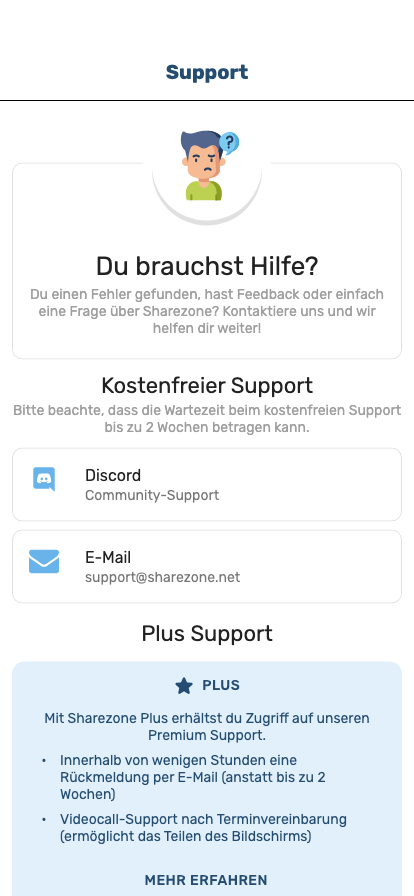 Support
?
Du brauchst Hilfe?
Du einen Fehler gefunden, hast Feedback oder einfach
eine Frage über Sharezone? Kontaktiere uns und wir
helfen dir weiter!
Kostenfreier Support
Bitte beachte, dass die Wartezeit beim kostenfreien Support
bis zu 2 Wochen betragen kann.
Discord
Community-Support
E-Mail
support@sharezone.net
Plus Support
PLUS
Mit Sharezone Plus erhältst du Zugriff auf unseren
Premium Support.
• Innerhalb von wenigen Stunden eine
Rückmeldung per E-Mail (anstatt bis zu 2
Wochen)
• Videocall-Support nach Terminvereinbarung
(ermöglicht das Teilen des Bildschirms)
MEHR ERFAHREN